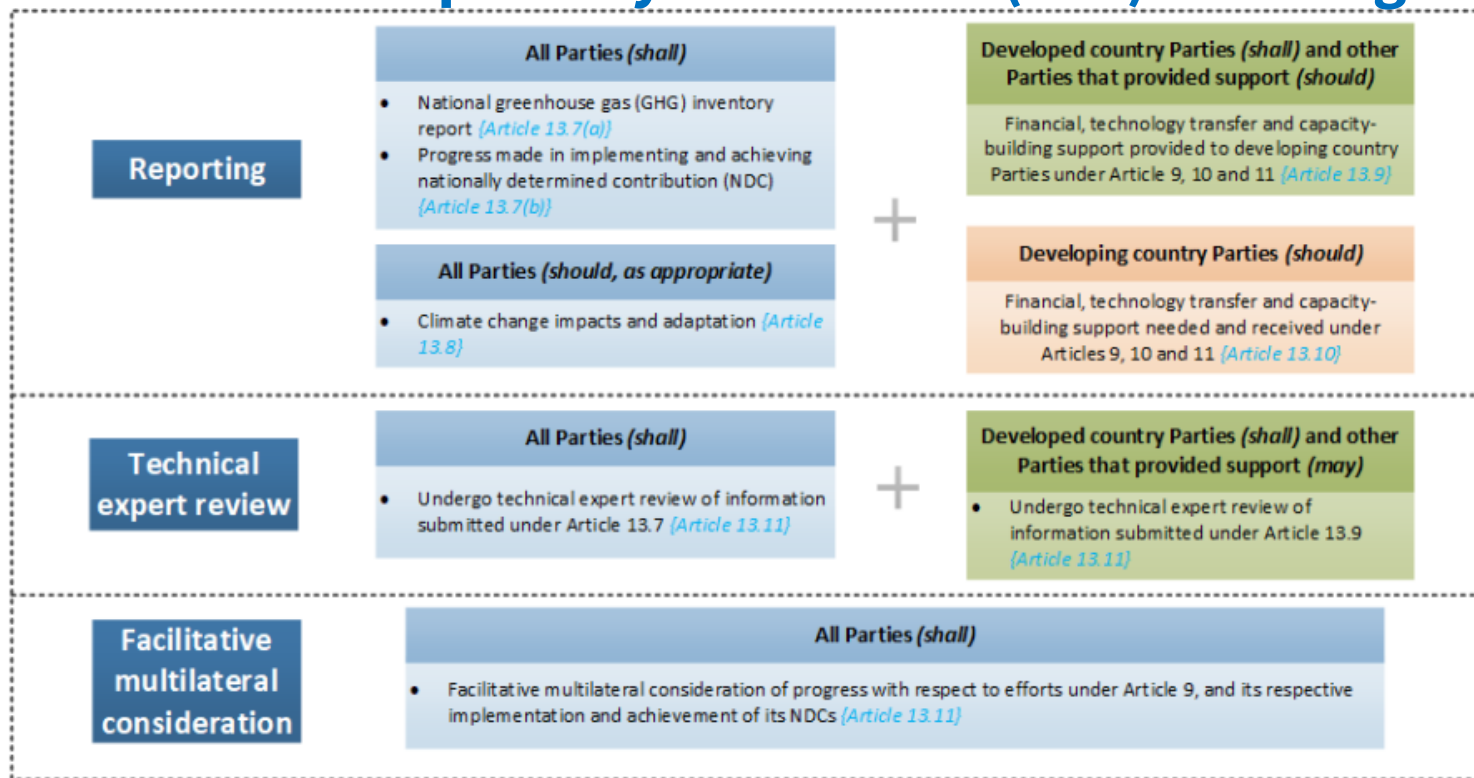 Reporting
All Parties (shall)
• National greenhouse gas (GHG) inventory
report {Article 13.7(a)}
• Progress made in implementing and achieving
nationally determined contribution (NDC)
{Article 13.7(b)}
All Parties (should, as appropriate)
• Climate change impacts and adaptation {Article
13.8}
+
Developed country Parties (shall) and other
Parties that provided support (should)
Financial, technology transfer and capacity-
building support provided to developing country
Parties under Article 9, 10 and 11 {Article 13.9}
Developing country Parties (should)
Financial, technology transfer and capacity-
building support needed and received under
Articles 9, 10 and 11 {Article 13.10}
Technical
expert review
All Parties (shall)
• Undergo technical expert review of information
submitted under Article 13.7 {Article 13.11}
+
Developed country Parties (shall) and other
Parties that provided support (may)
• Undergo technical expert review of
information submitted under Article 13.9
{Article 13.11}
Facilitative
multilateral
consideration
All Parties (shall)
• Facilitative multilateral consideration of progress with respect to efforts under Article 9, and its respective
implementation and achievement of its NDCs {Article 13.11}